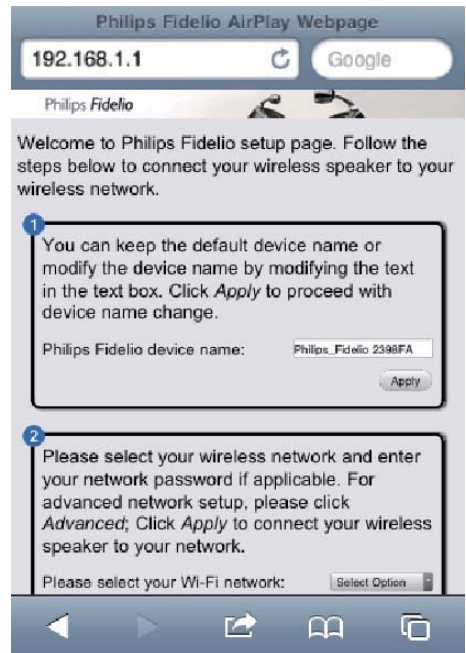 Philips Fidelio AirPlay Webpage
192.168.1.1
Google
Philips Fidelio
Welcome to Philips Fidelio setup page. Follow the
steps below to connect your wireless speaker to your
wireless network.
1
You can keep the default device name or
modify the device name by modifying the text
in the text box. Click Apply to proceed with
device name change.
Philips Fidelio device name: Philips_Fidelio 2398FA
Apply
2
Please select your wireless network and enter
your network password if applicable. For
advanced network setup, please click
Advanced; Click Apply to connect your wireless
speaker to your network.
Please select your Wi-Fi network: Select Option